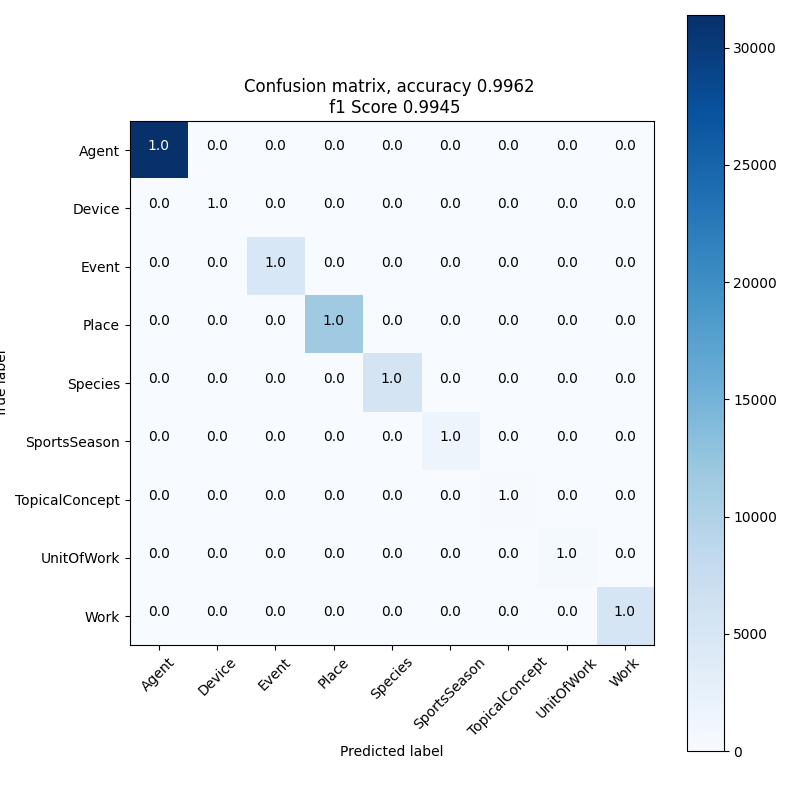 Confusion matrix, accuracy 0.9962
f1 Score 0.9945
Agent 1.0 0.0 0.0 0.0 0.0 0.0 0.0 0.0 0.0
Device 0.0 1.0 0.0 0.0 0.0 0.0 0.0 0.0 0.0
Event 0.0 0.0 1.0 0.0 0.0 0.0 0.0 0.0 0.0
Place 0.0 0.0 0.0 1.0 0.0 0.0 0.0 0.0 0.0
Species 0.0 0.0 0.0 0.0 1.0 0.0 0.0 0.0 0.0
SportsSeason 0.0 0.0 0.0 0.0 0.0 1.0 0.0 0.0 0.0
TopicalConcept 0.0 0.0 0.0 0.0 0.0 0.0 1.0 0.0 0.0
UnitOfWork 0.0 0.0 0.0 0.0 0.0 0.0 0.0 1.0 0.0
Work 0.0 0.0 0.0 0.0 0.0 0.0 0.0 0.0 1.0
Agent Device Event Place Species SportsSeason TopicalConcept UnitOfWork Work
Predicted label
30000
25000
20000
15000
10000
5000
0